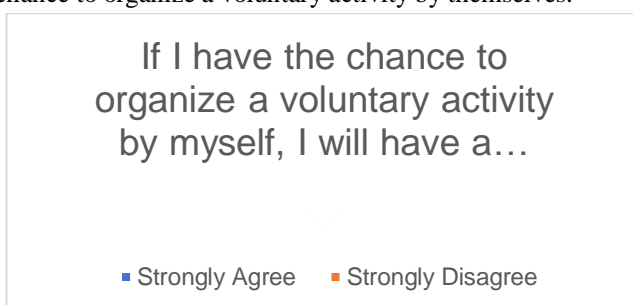 chance to organize a voluntary activity by themselves.
If I have the chance to
organize a voluntary activity
by myself, I will have a…
Strongly Agree Strongly Disagree